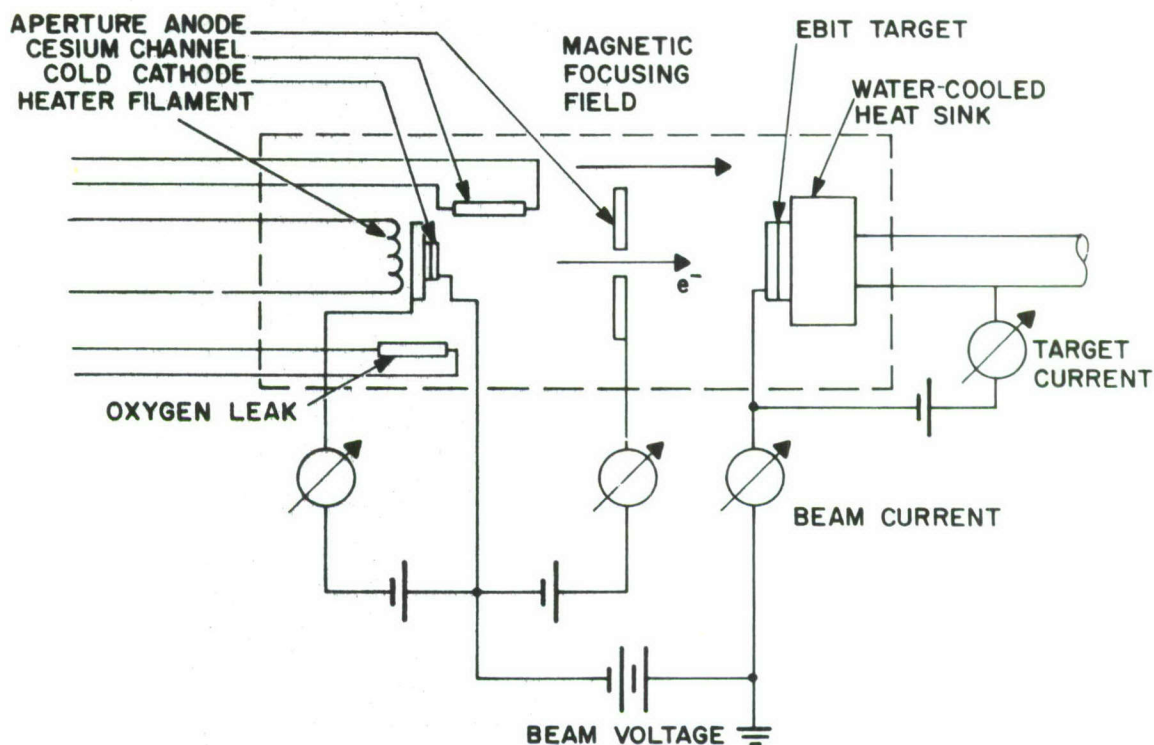 APERTURE ANODE
CESIUM CHANNEL
COLD CATHODE
HEATER FILAMENT
MAGNETIC
FOCUSING
FIELD
EBIT TARGET
WATER-COOLED
HEAT SINK
e-
TARGET
CURRENT
OXYGEN LEAK
BEAM CURRENT
BEAM VOLTAGE